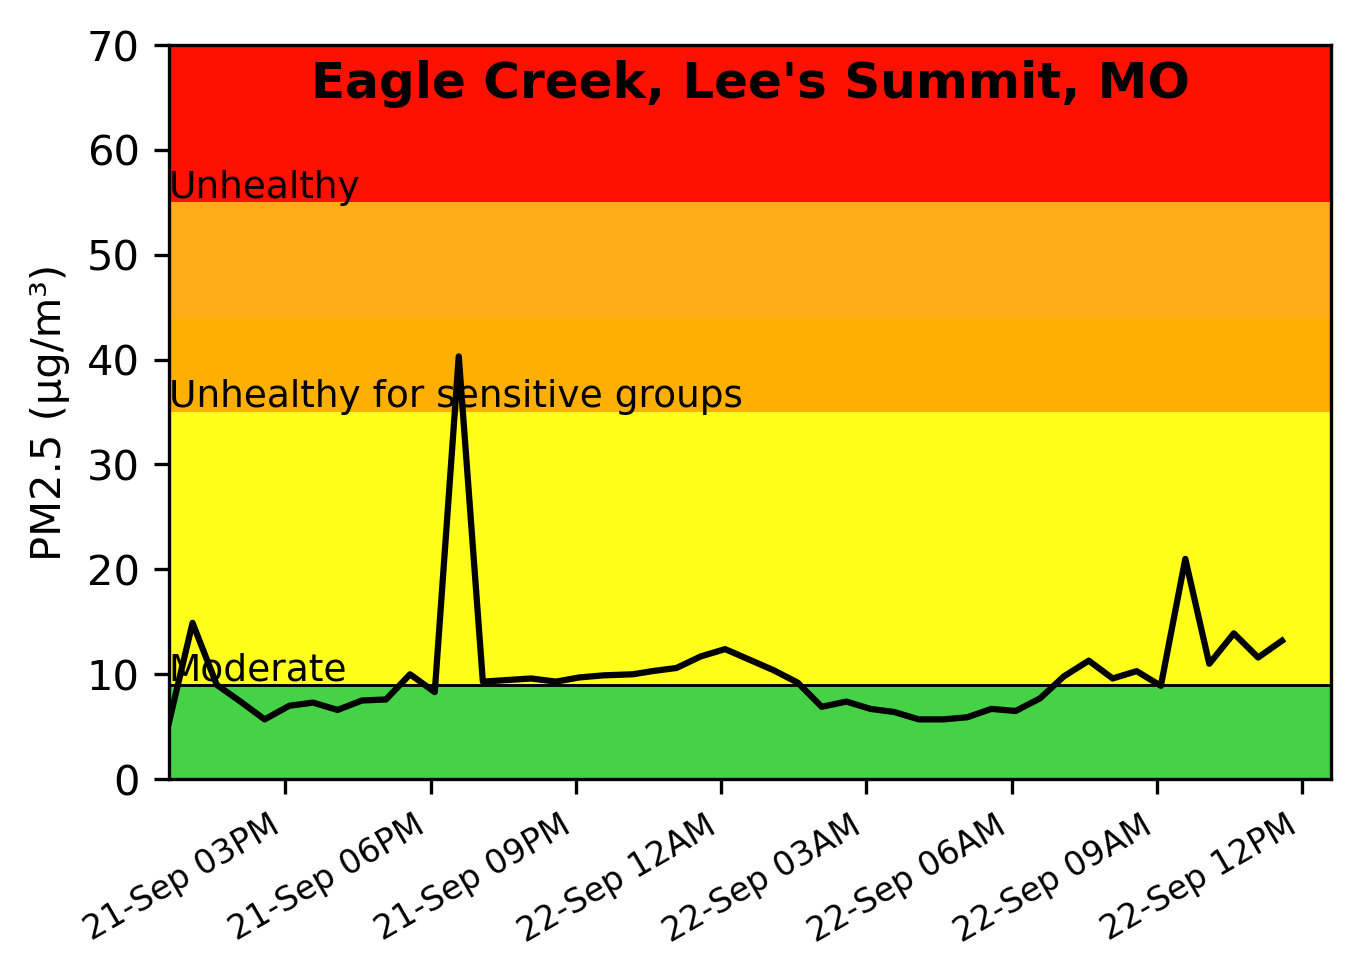 Eagle Creek, Lee's Summit, MO
70
60
50
40
30
20
10
0
PM2.5 (µg/m³)
Unhealthy
Unhealthy for sensitive groups
Moderate
21-Sep 03PM
21-Sep 06PM
21-Sep 09PM
22-Sep 12AM
22-Sep 03AM
22-Sep 06AM
22-Sep 09AM
22-Sep 12PM